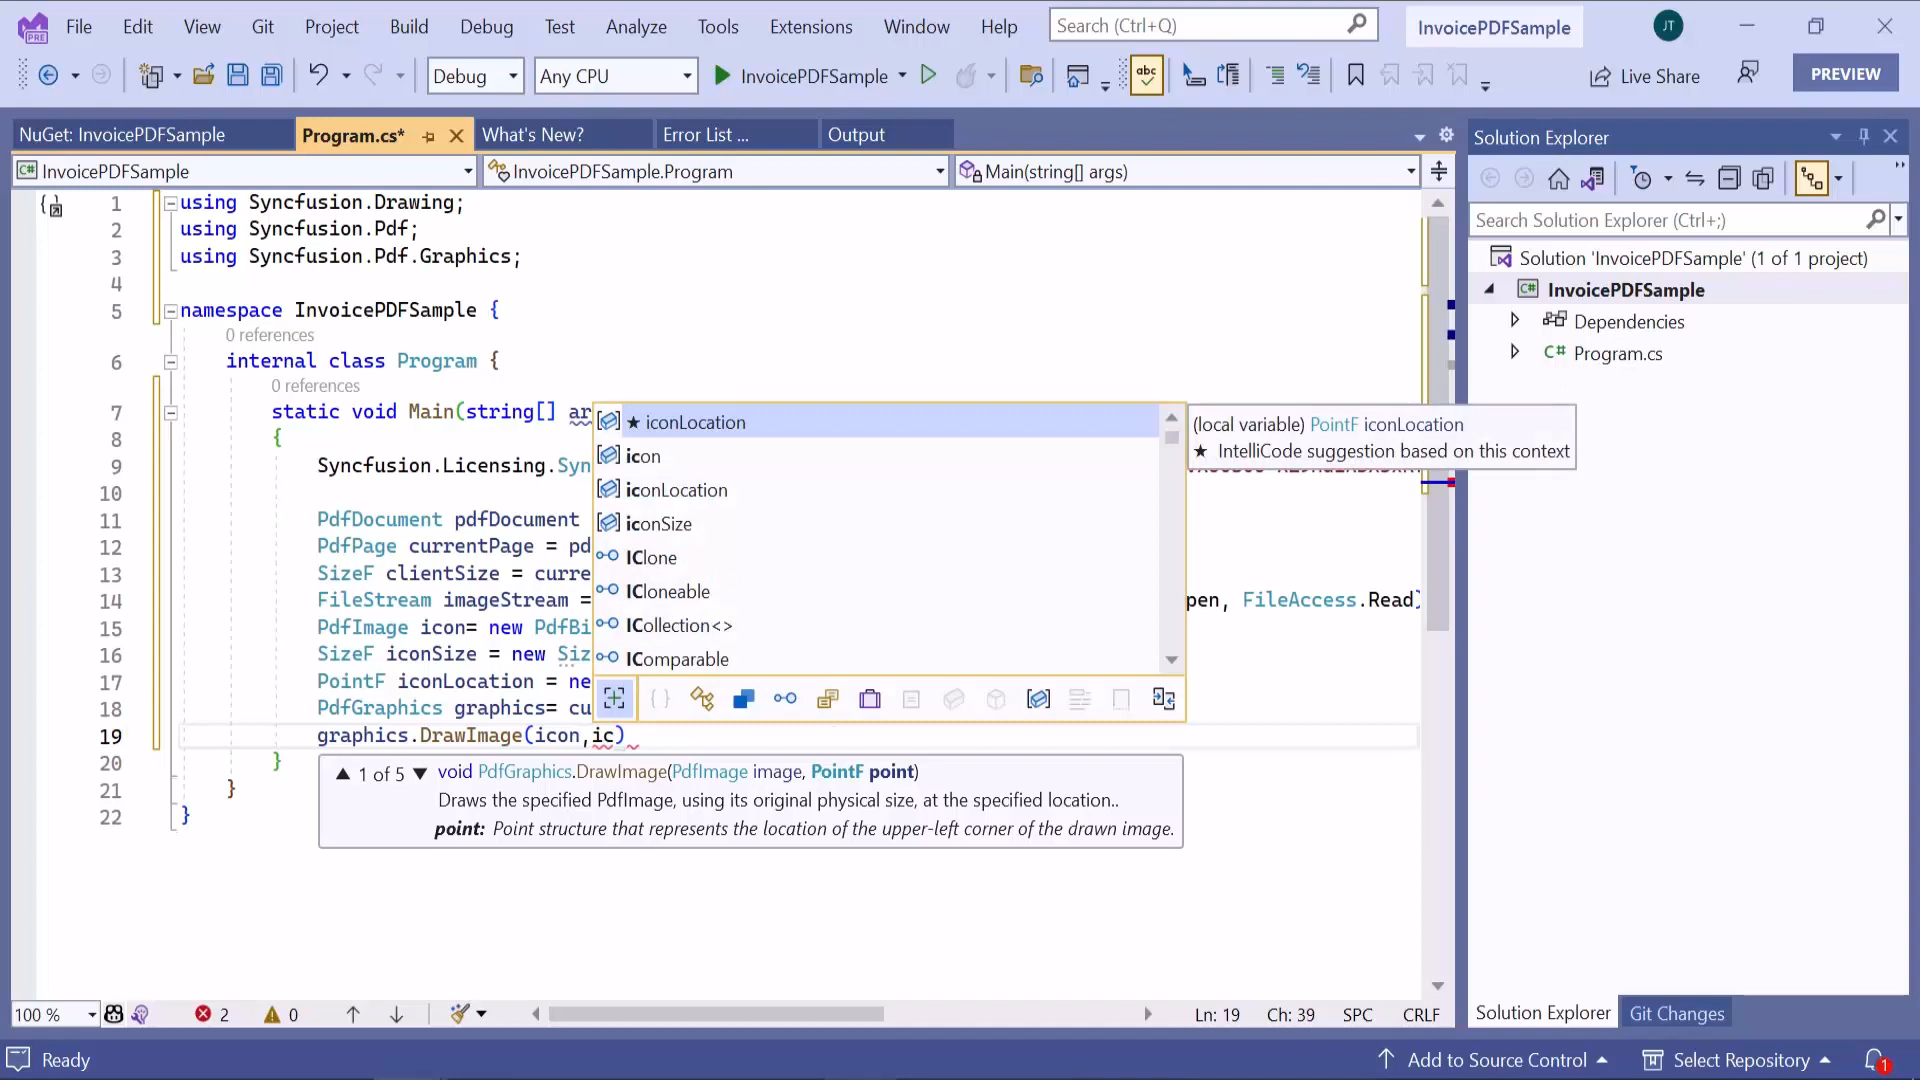 File Edit View Git Project Build Debug Test Analyze Tools Extensions Window Help Search (Ctrl+Q) InvoicePDFSample JT
PRE
Debug Any CPU InvoicePDFSample abc Live Share PREVIEW
NuGet: InvoicePDFSample Program.cs* What's New? Error List ... Output
Solution Explorer
C# InvoicePDFSample InvoicePDFSample.Program Main(string[] args)
Search Solution Explorer (Ctrl+;)
Solution 'InvoicePDFSample' (1 of 1 project)
C# InvoicePDFSample
Dependencies
C# Program.cs
1 using Syncfusion.Drawing;
2 using Syncfusion.Pdf;
3 using Syncfusion.Pdf.Graphics;
4
5 namespace InvoicePDFSample {
0 references
6 internal class Program {
0 references
7 static void Main(string[] ar
8 {
9 Syncfusion.Licensing.Syn
10
11 PdfDocument pdfDocument
12 PdfPage currentPage = pd
13 SizeF clientSize = curre
14 FileStream imageStream = pen, FileAccess.Read)
15 PdfImage icon= new PdfBi
16 SizeF iconSize = new Siz
17 PointF iconLocation = ne
18 PdfGraphics graphics= cu
19 graphics.DrawImage(icon,ic)
20 }
21 }
22 }
★ iconLocation
icon
iconLocation
iconSize
IClone
ICloneable
ICollection<>
IComparable
(local variable) PointF iconLocation
★ IntelliCode suggestion based on this context
▲ 1 of 5 ▼ void PdfGraphics.DrawImage(PdfImage image, PointF point)
Draws the specified PdfImage, using its original physical size, at the specified location..
point: Point structure that represents the location of the upper-left corner of the drawn image.
100 % 2 0 Ln: 19 Ch: 39 SPC CRLF
Solution Explorer Git Changes
Ready Add to Source Control Select Repository 1